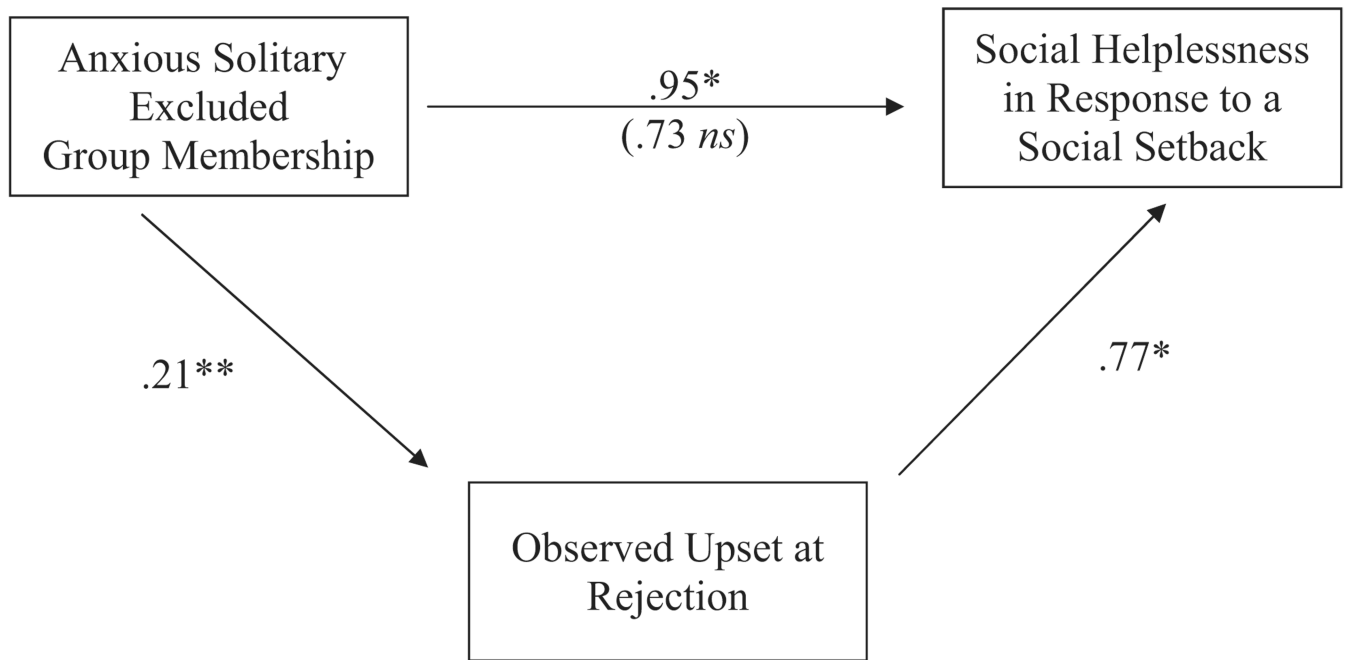 Anxious Solitary
Excluded
Group Membership
.95*
(.73 ns)
Social Helplessness
in Response to a
Social Setback
.21**
.77*
Observed Upset at
Rejection